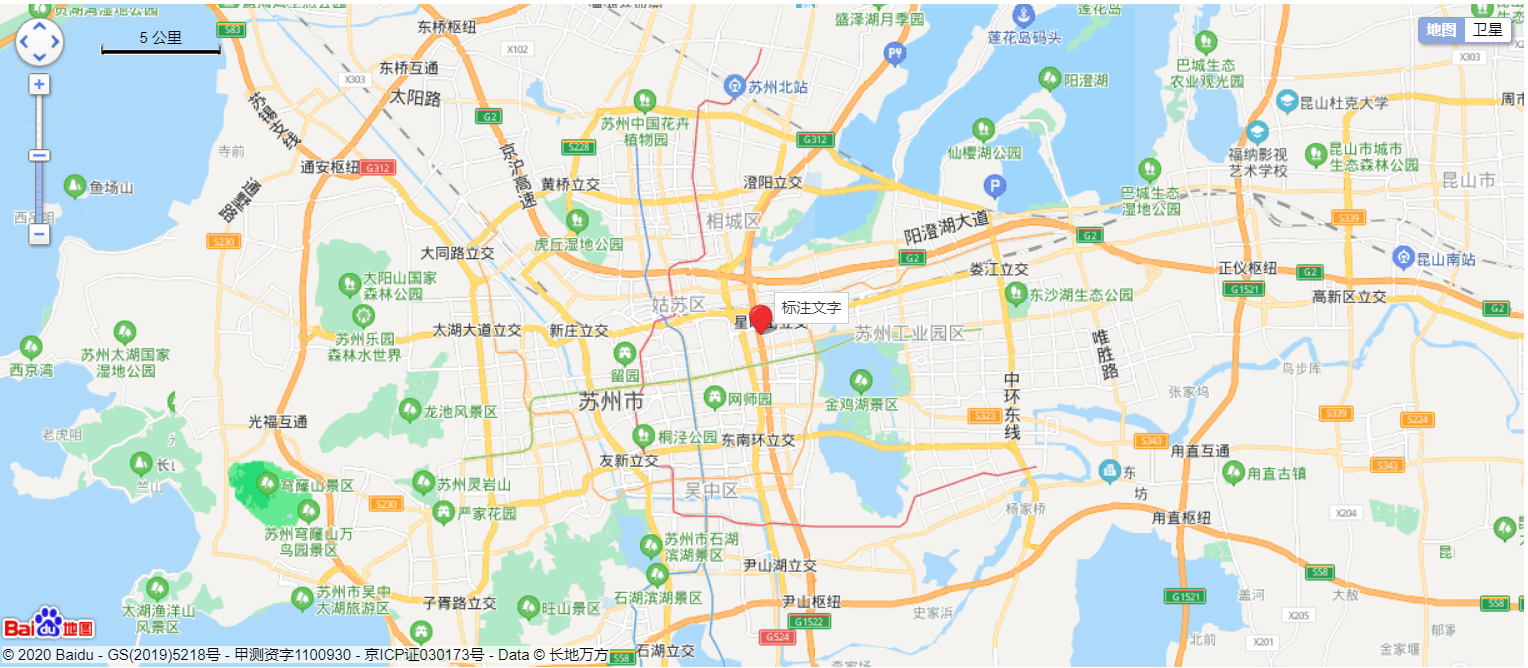 贡湖湾湿地公园
S83
东桥枢纽
盛泽湖月季园
莲花岛
莲花岛码头
地图
卫星
5 公里
X102
X303
东桥互通
X303
太阳路
苏锡支线
苏州北站
阳澄湖
巴城生态
农业观光园
昆山杜克大学
周市
G2
苏州中国花卉
植物园
G312
S228
仙樱湖公园
福纳影视
艺术学校
昆山市城市
生态森林公园
寺前
通安枢纽
G312
京沪高速
黄桥立交
澄阳立交
巴城生态
湿地公园
昆山市
鱼场山
通墅路
相城区
阳澄湖大道
S339
S230
虎丘湿地公园
大同路立交
G2
G2
娄江立交
正仪枢纽
G2
昆山南站
大阳山国家
森林公园
G1521
高新区立交
G2
东沙湖生态公园
姑苏区
标注文字
苏州乐园
森林水世界
太湖大道立交
新庄立交
苏州工业园区
唯胜路
苏州太湖国家
湿地公园
西京湾
留园
鸟步库
中环东线
张家坞
苏州市
网师园
金鸡湖景区
龙池风景区
光福互通
S323
S339
S224
老虎咀
桐泾公园
东南环立交
S343
甪直互通
友新立交
S343
长
竺山
东
坊
甪直古镇
穹窿山景区
苏州灵岩山
吴中区
S230
严家花园
杨家桥
X204
甪直枢纽
苏州穹窿山万
鸟园景区
苏州市石湖
滨湖景区
昆
尹山湖立交
S58
苏州市吴中
太湖旅游区
太湖渔洋山
风景区
子胥路立交
旺山景区
石湖滨湖景区
尹山枢纽
G1521
盖河
大敖
S58
史家浜
X205
G1522
G524
Bai du 地图
北前
X201
金家堰
石湖立交
S58
© 2020 Baidu - GS(2019)5218号 - 甲测资字1100930 - 京ICP证030173号 - Data © 长地万方